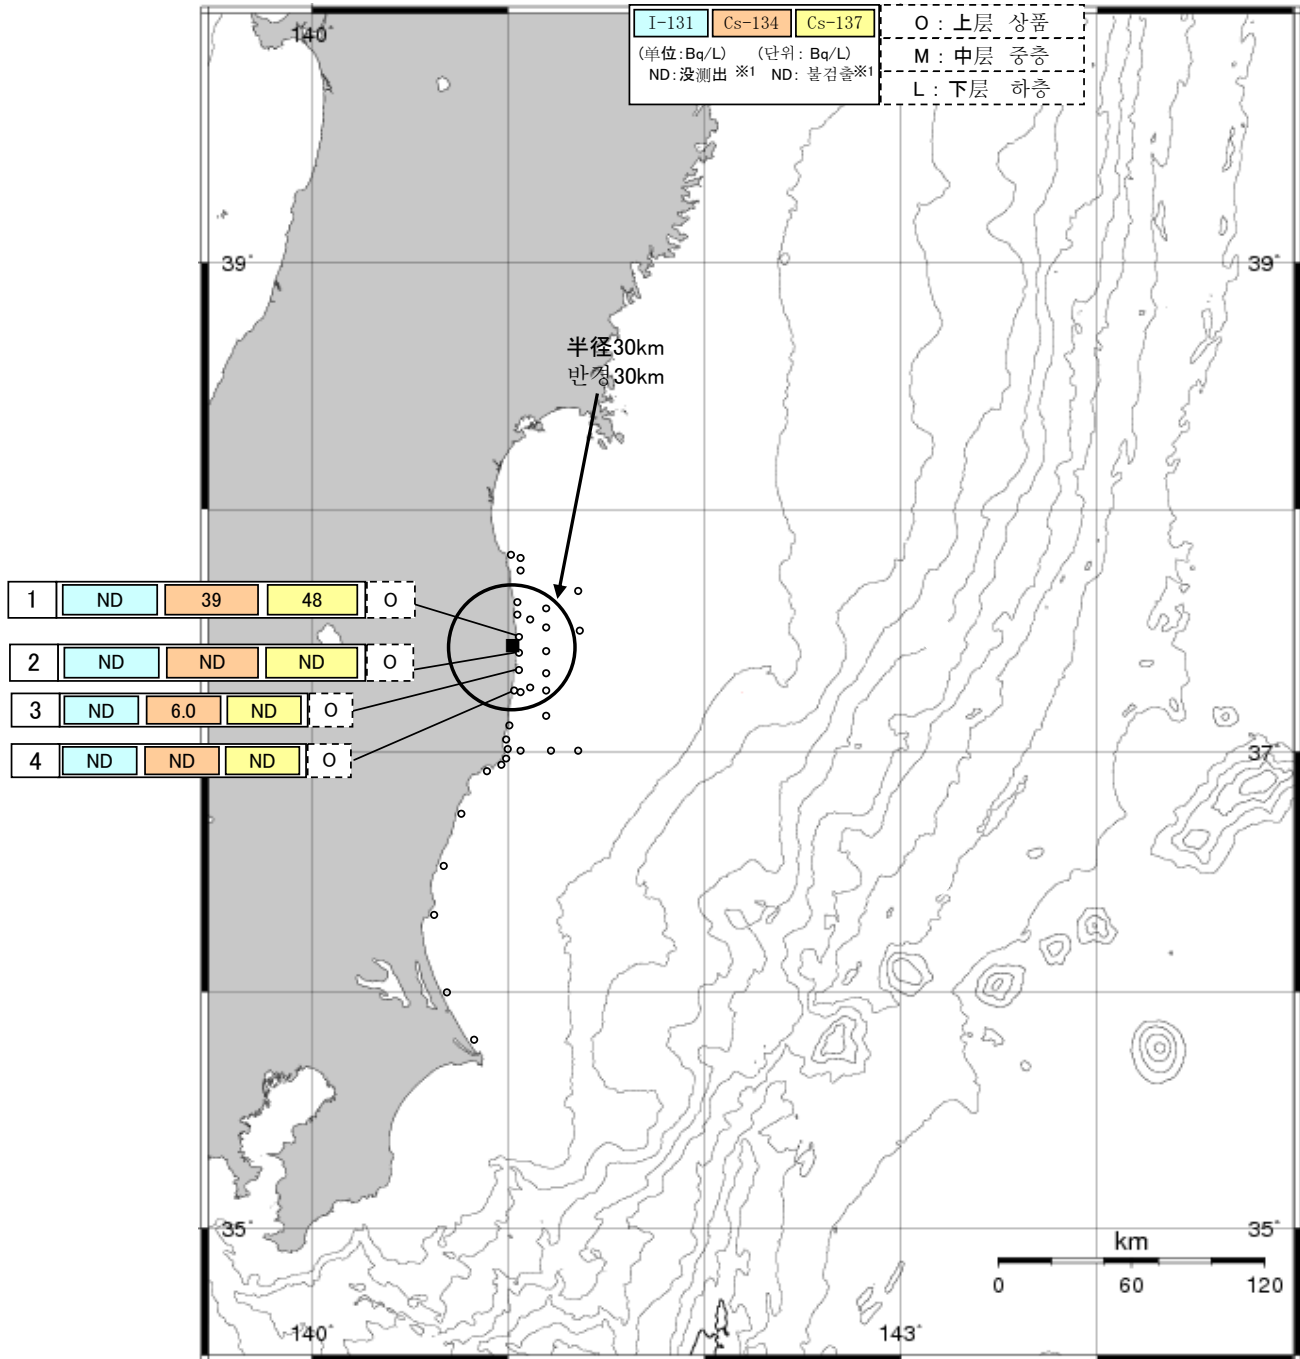 I-131 Cs-134 Cs-137
(単位:Bq/L) (단위: Bq/L)
ND:没測出 ※1 ND: 불검출※1
O : 上层 상품
M : 中层 중층
L : 下层 하층
140°
39° 39°
半径30km
반경30km
1 ND 39 48 O
2 ND ND ND O
3 ND 6.0 ND O
4 ND ND ND O
37°
35° 35°
km
0 60 120
140° 143°